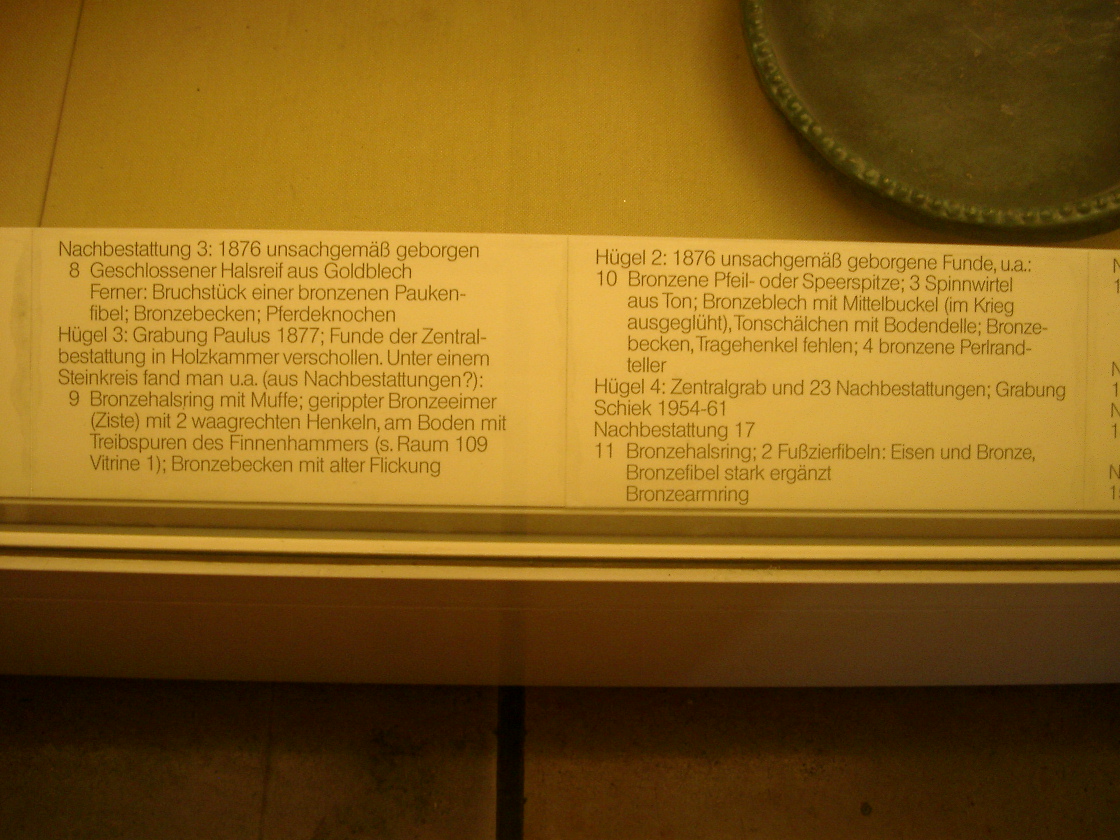 Nachbestattung 3: 1876 unsachgemäß geborgen
8 Geschlossener Halsreif aus Goldblech
Ferner: Bruchstück einer bronzenen Pauken-
fibel; Bronzebecken; Pferdeknochen
Hügel 3: Grabung Paulus 1877; Funde der Zentral-
bestattung in Holzkammer verschollen. Unter einem
Steinkreis fand man u.a. (aus Nachbestattungen?):
9 Bronzehalsring mit Muffe; gerippter Bronzeeimer
(Ziste) mit 2 waagrechten Henkeln, am Boden mit
Treibspuren des Finnenhammers (s. Raum 109
Vitrine 1); Bronzebecken mit alter Flickung
Hügel 2: 1876 unsachgemäß geborgene Funde, u.a.:
10 Bronzene Pfeil- oder Speerspitze; 3 Spinnwirtel
aus Ton; Bronzeblech mit Mittelbuckel (im Krieg
ausgeglüht), Tonschälchen mit Bodendelle; Bronze-
becken, Tragehenkel fehlen; 4 bronzene Perlrand-
teller
Hügel 4: Zentralgrab und 23 Nachbestattungen; Grabung
Schiek 1954-61
Nachbestattung 17
11 Bronzehalsring; 2 Fußzierfibeln: Eisen und Bronze,
Bronzefibel stark ergänzt
Bronzearmring